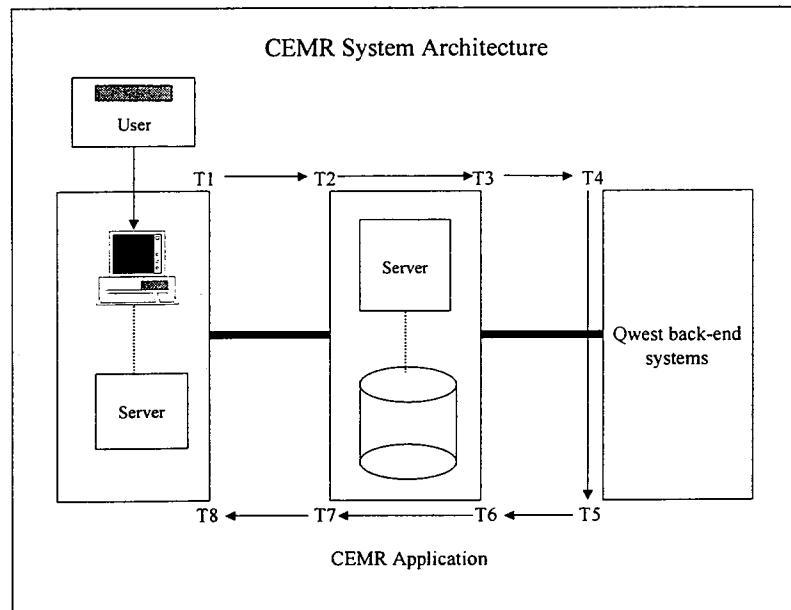 CEMR System Architecture
User
T1
T2
T3
T4
Server
Server
Qwest back-end
systems
T8
T7
T6
T5
CEMR Application